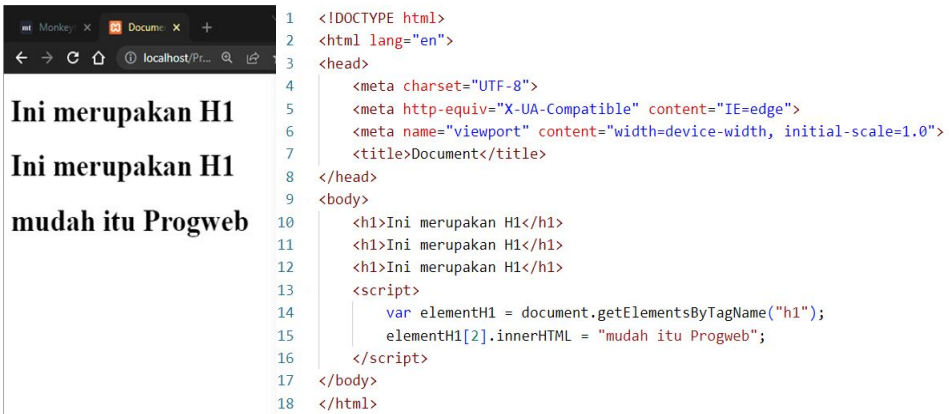 mt Monkey: × Docume × +
localhost/Pr...
Ini merupakan H1
Ini merupakan H1
mudah itu Progweb
1 <!DOCTYPE html>
2 <html lang="en">
3 <head>
4     <meta charset="UTF-8">
5     <meta http-equiv="X-UA-Compatible" content="IE=edge">
6     <meta name="viewport" content="width=device-width, initial-scale=1.0">
7     <title>Document</title>
8 </head>
9 <body>
10     <h1>Ini merupakan H1</h1>
11     <h1>Ini merupakan H1</h1>
12     <h1>Ini merupakan H1</h1>
13     <script>
14         var elementH1 = document.getElementsByTagName("h1");
15         elementH1[2].innerHTML = "mudah itu Progweb";
16     </script>
17 </body>
18 </html>